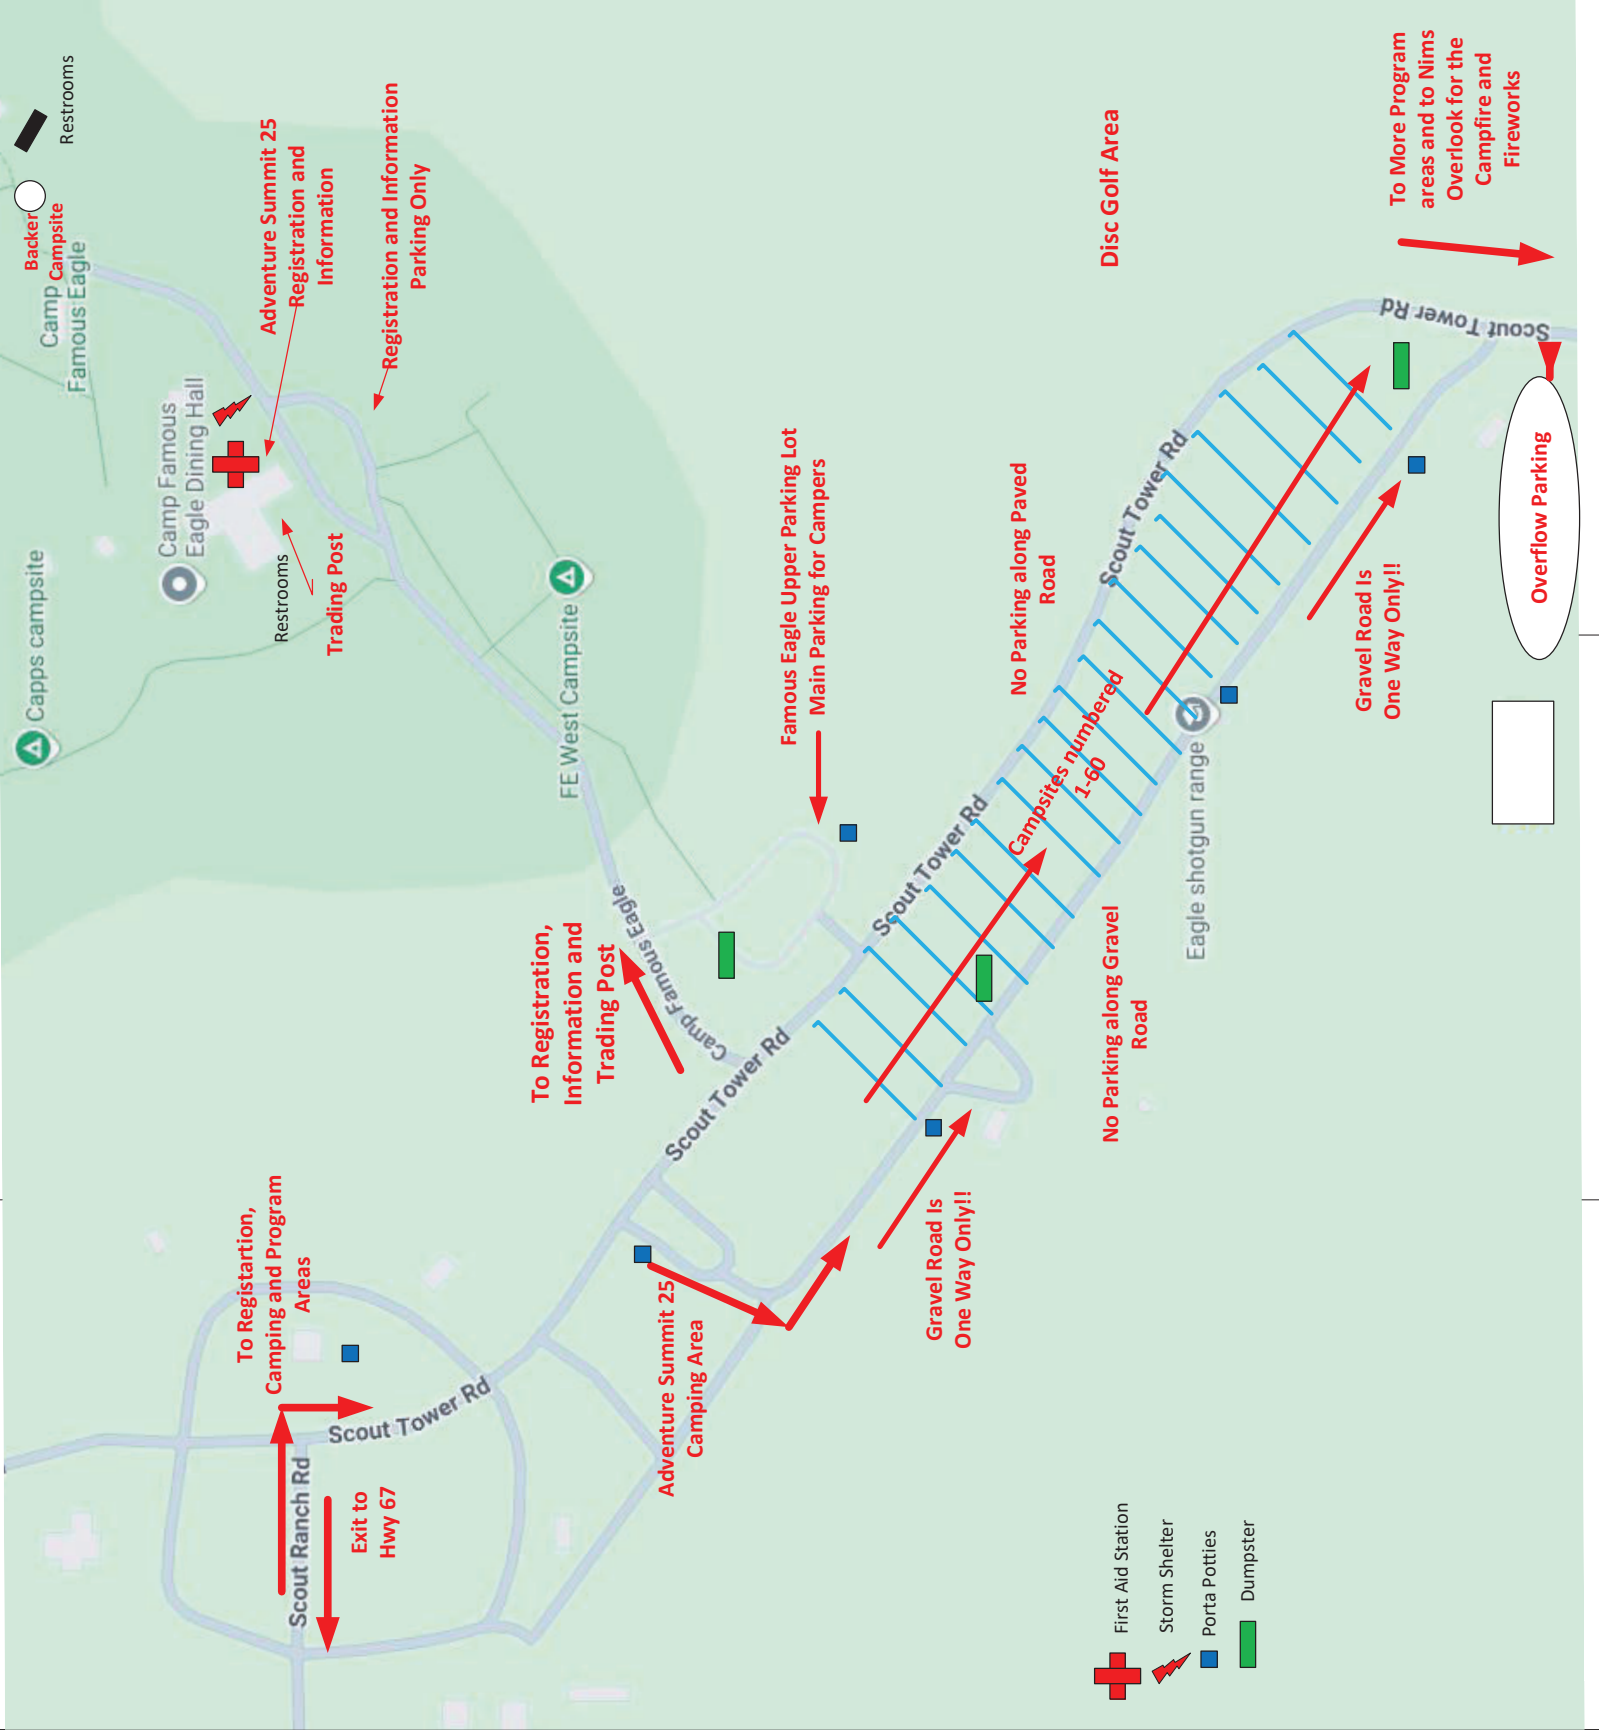 Restrooms
Backer
Campsite
Camp
Famous Eagle
Adventure Summit 25
Registration and
Information
Registration and Information
Parking Only
Camp Famous
Eagle Dining Hall
Restrooms
Trading Post
Capps campsite
FE West Campsite
Disc Golf Area
To More Program
areas and to Nims
Overlook for the
Campfire and
Fireworks
Scout Tower Rd
Scout Tower Rd
Overflow Parking
Famous Eagle Upper Parking Lot
Main Parking for Campers
No Parking along Paved
Road
Scout Tower Rd
Gravel Road Is
One Way Only!!
Campsites numbered
1-60
Eagle shotgun range
Scout Tower Rd
No Parking along Gravel
Road
To Registration,
Information and
Trading Post
Camp Famous Eagle
Scout Tower Rd
Gravel Road Is
One Way Only!!
Adventure Summit 25
Camping Area
To Registartion,
Camping and Program
Areas
Scout Tower Rd
Scout Ranch Rd
Exit to
Hwy 67
First Aid Station
Storm Shelter
Porta Potties
Dumpster